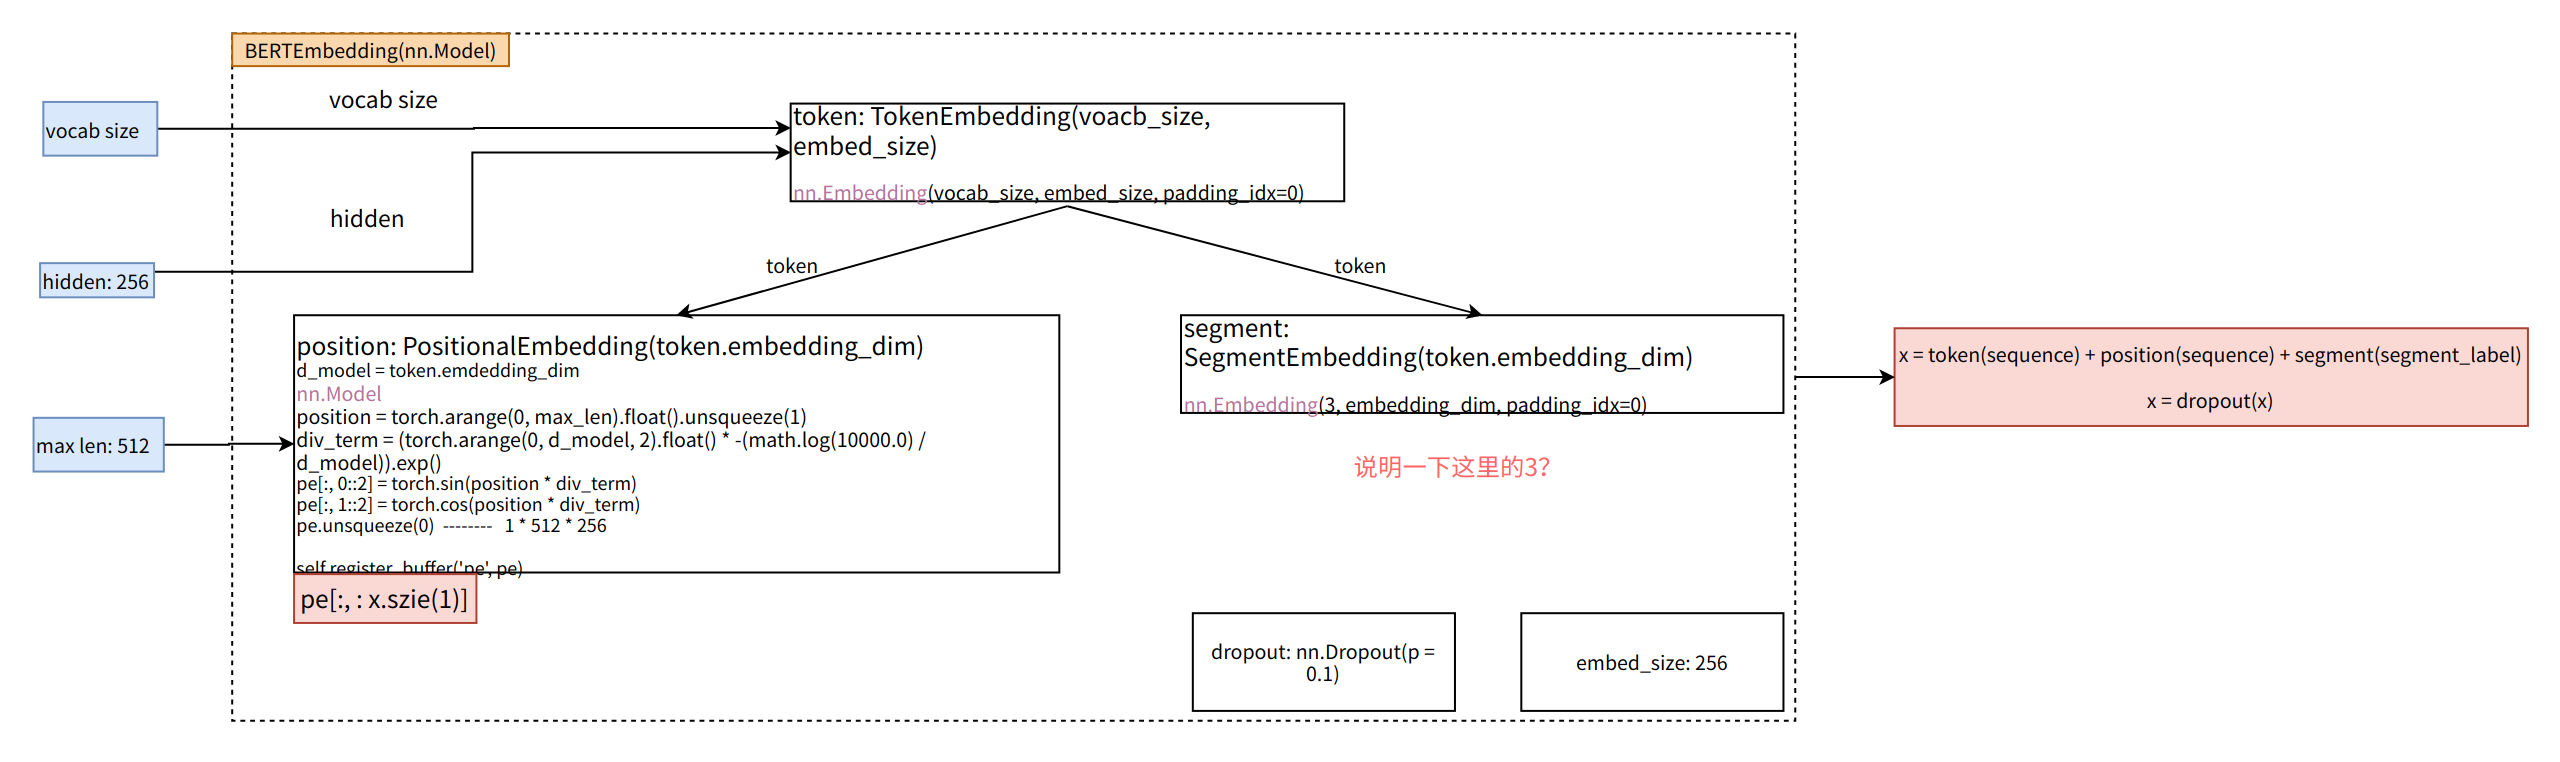 BERTEmbedding(nn.Model)
vocab size
vocab size
token: TokenEmbedding(voacb_size,
embed_size)
nn.Embedding(vocab_size, embed_size, padding_idx=0)
hidden
hidden: 256
token
token
position: PositionalEmbedding(token.embedding_dim)
d_model = token.emdedding_dim
nn.Model
position = torch.arange(0, max_len).float().unsqueeze(1)
div_term = (torch.arange(0, d_model, 2).float() * -(math.log(10000.0) /
d_model)).exp()
pe[:, 0::2] = torch.sin(position * div_term)
pe[:, 1::2] = torch.cos(position * div_term)
pe.unsqueeze(0) -------- 1 * 512 * 256
self.register_buffer('pe', pe)
pe[:, : x.szie(1)]
max len: 512
segment:
SegmentEmbedding(token.embedding_dim)
nn.Embedding(3, embedding_dim, padding_idx=0)
说明一下这里的3?
dropout: nn.Dropout(p =
0.1)
embed_size: 256
x = token(sequence) + position(sequence) + segment(segment_label)
x = dropout(x)